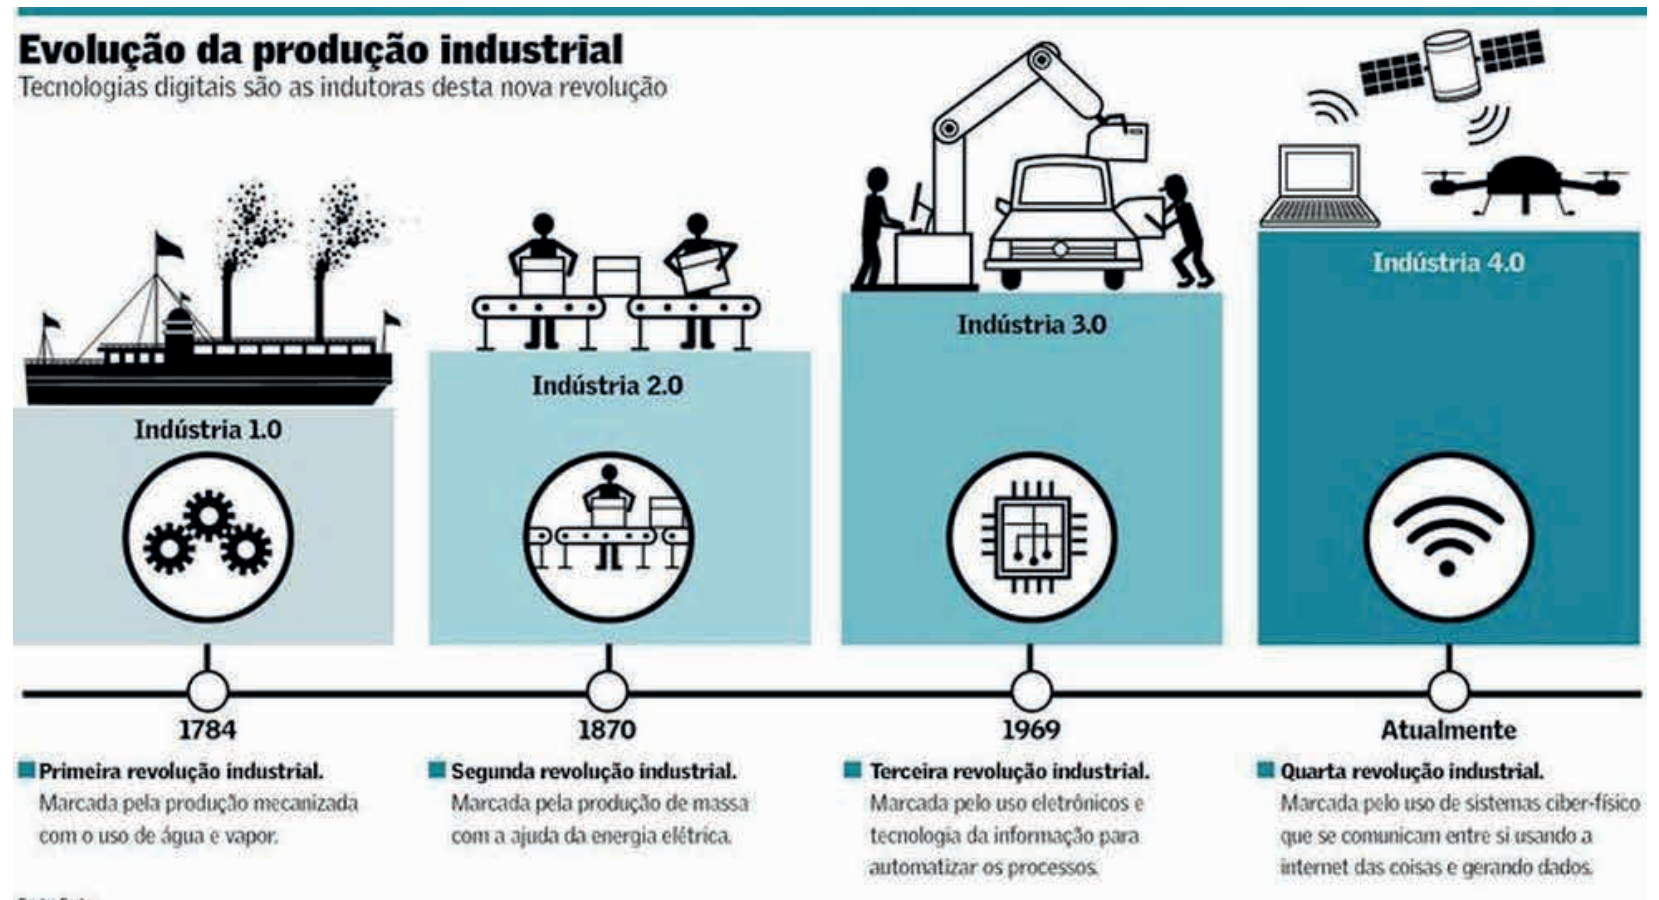 Evolução da produção industrial
Tecnologias digitais são as indutoras desta nova revolução
Indústria 1.0
Indústria 2.0
Indústria 3.0
Indústria 4.0
1784
Primeira revolução industrial.
Marcada pela produção mecanizada
com o uso de água e vapor.
1870
Segunda revolução industrial.
Marcada pela produção de massa
com a ajuda da energia elétrica.
1969
Terceira revolução industrial.
Marcada pelo uso eletrônicos e
tecnologia da informação para
automatizar os processos.
Atualmente
Quarta revolução industrial.
Marcada pelo uso de sistemas ciber-físico
que se comunicam entre si usando a
internet das coisas e gerando dados.